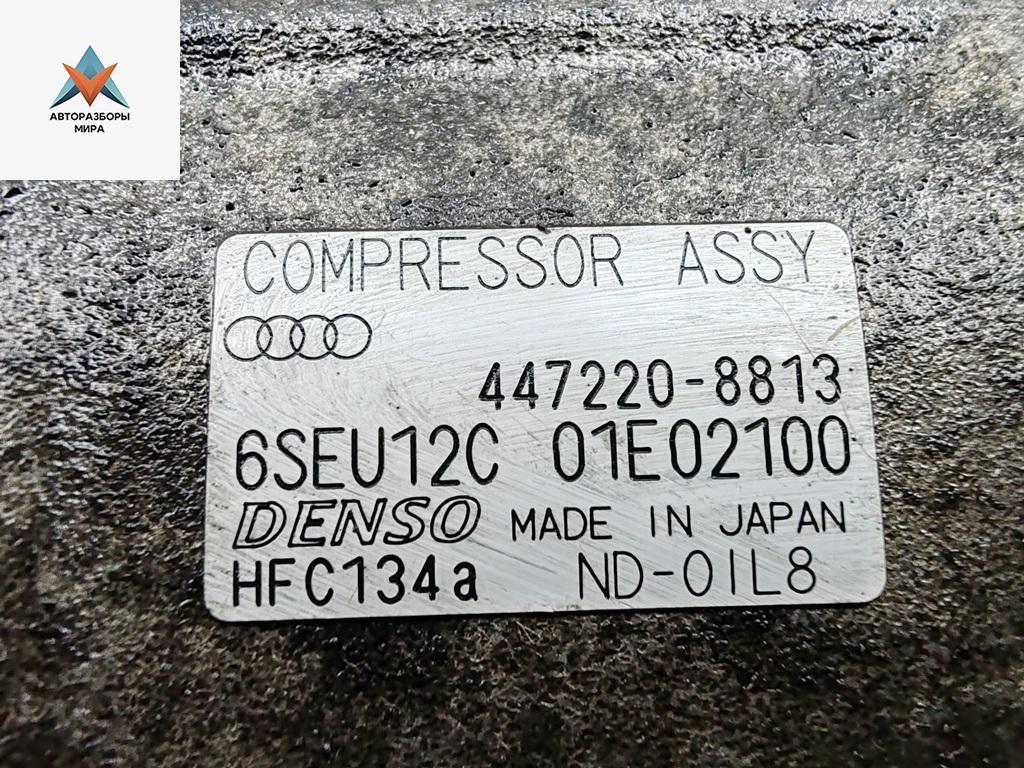 АВТОРАЗБОРЫ
МИРА
COMPRESSOR ASSY
447220-8813
6SEU12C 01E02100
DENSO MADE IN JAPAN
HFC134a ND-OIL8